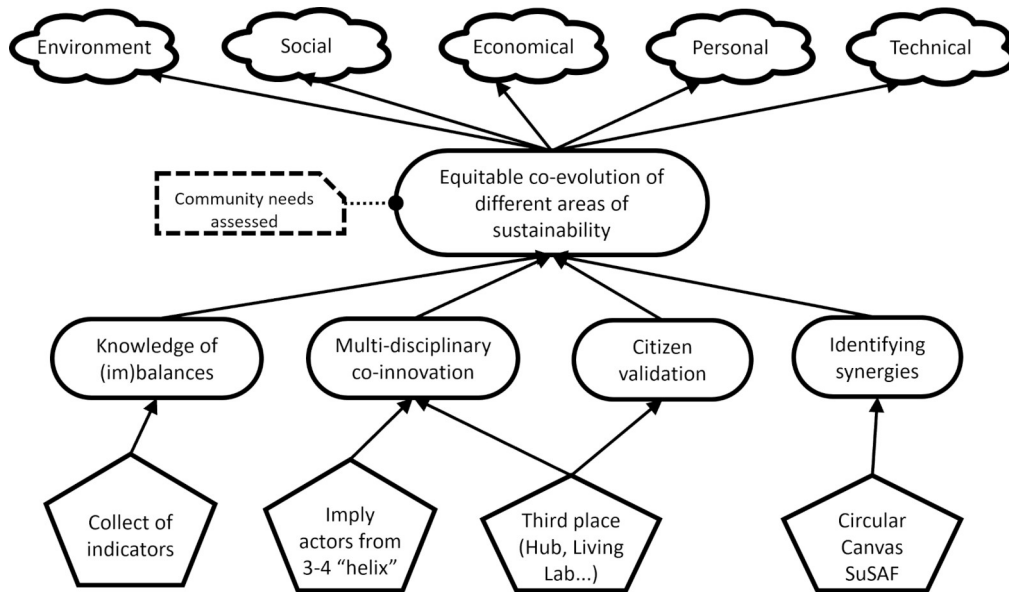 Environment
Social
Economical
Personal
Technical
Community needs
assessed
Equitable co-evolution of
different areas of
sustainability
Knowledge of
(im)balances
Multi-disciplinary
co-innovation
Citizen
validation
Identifying
synergies
Collect of
indicators
Imply
actors from
3-4 “helix”
Third place
(Hub, Living
Lab...)
Circular
Canvas
SuSAF